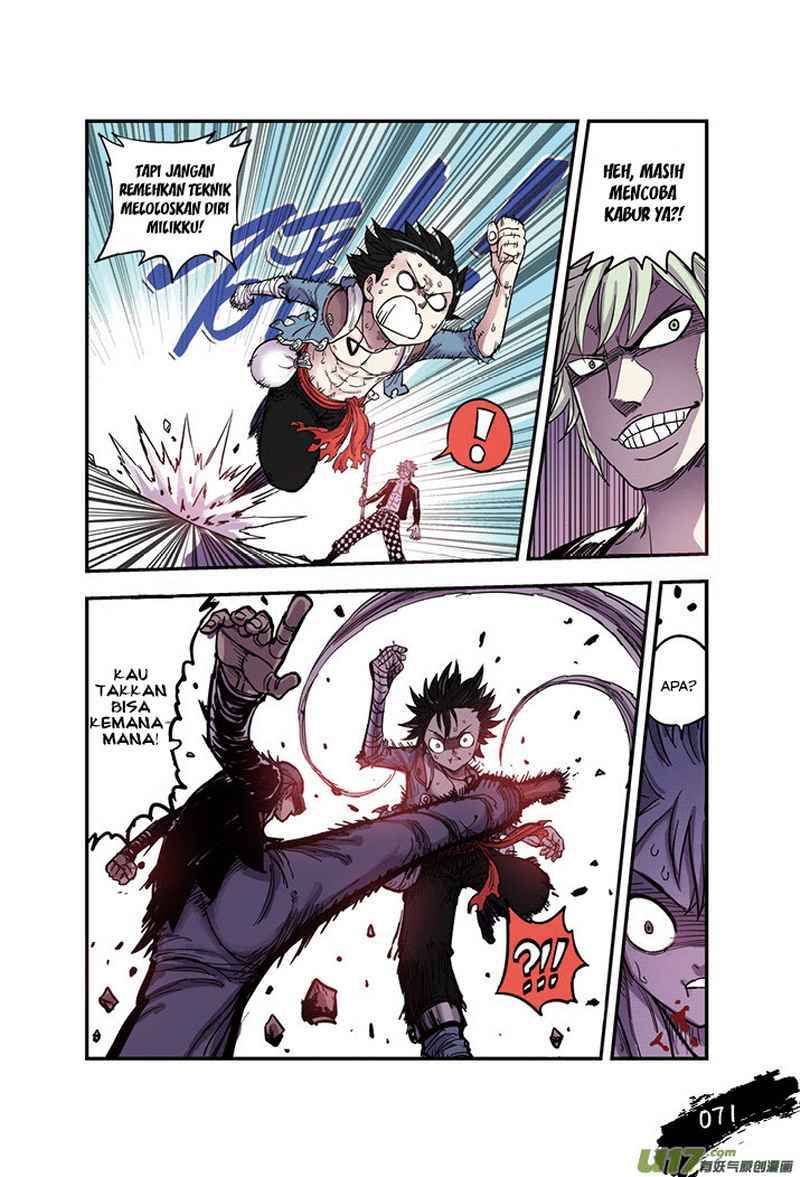 TAPI JANGAN
REMEHKAN TEKNIK
MELOLOSKAN DIRI
MILIKKU!
HEH, MASIH
MENCOBA
KABUR YA?!
!
KAU
TAKKAN
BISA
KEMANA-
MANA!
?!!!
APA?
071
U17.com
有妖气原创漫画